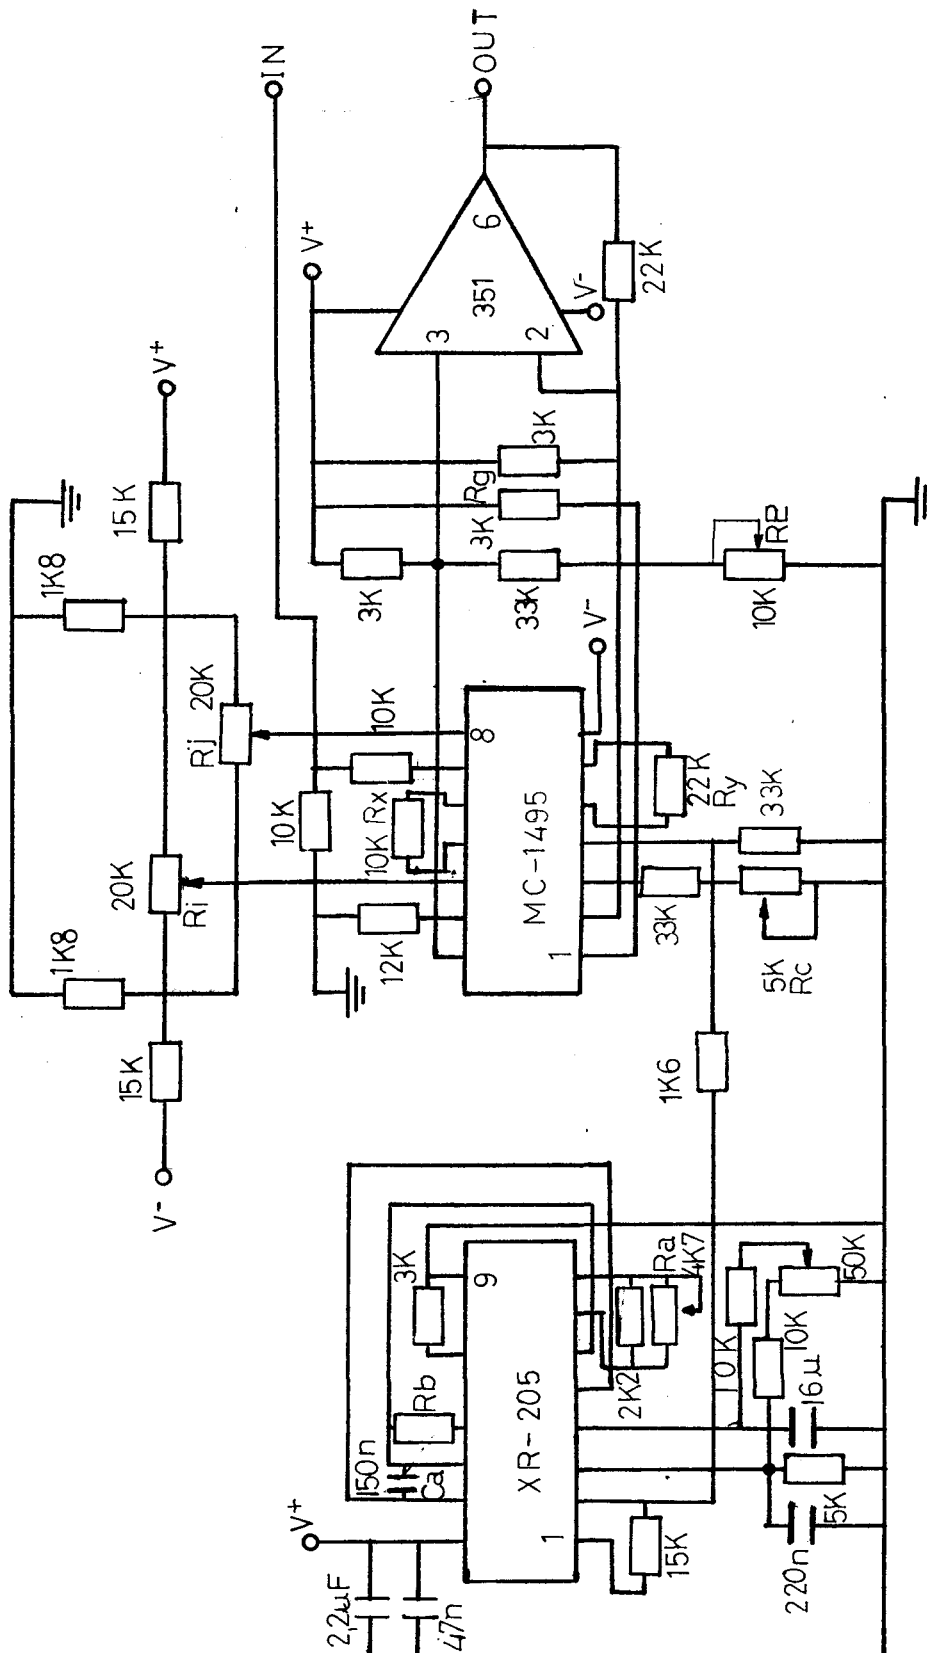 IN
OUT
V+
6
351
3
2
V-
22K
V+
15K
1K8
20K
Rj
20K
Ri
1K8
15K
V-
3K
Rg
3K
3K
33K
10K
Re
V-
10K
10K
10K
Rx
12K
8
MC-1495
1
22K
Ry
33K
33K
5K
Rc
1K6
3K
Rb
150n
Ca
V+
2,2µF
47n
9
XR-205
1
Ra
4K7
2K2
15K
10K
50K
10K
16µ
5K
220n